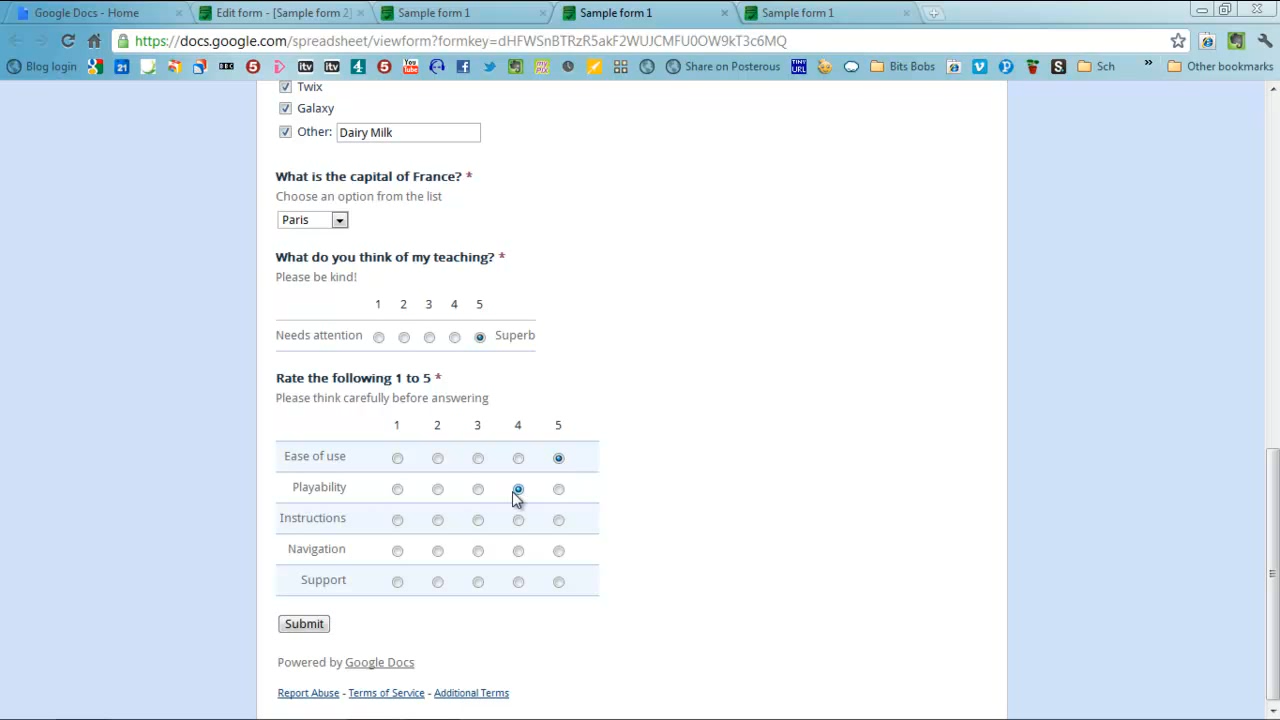 Google Docs - Home
Edit form - [Sample form 2]
Sample form 1
Sample form 1
Sample form 1
https://docs.google.com/spreadsheet/viewform?formkey=dHFWSnBTRzR5akF2WUJCMFU0OW9kT3c6MQ
Blog login
Share on Posterous
Bits Bobs
Sch
Other bookmarks
Twix
Galaxy
Other: Dairy Milk
What is the capital of France? *
Choose an option from the list
Paris
What do you think of my teaching? *
Please be kind!
1 2 3 4 5
Needs attention Superb
Rate the following 1 to 5 *
Please think carefully before answering
1 2 3 4 5
Ease of use
Playability
Instructions
Navigation
Support
Submit
Powered by Google Docs
Report Abuse - Terms of Service - Additional Terms